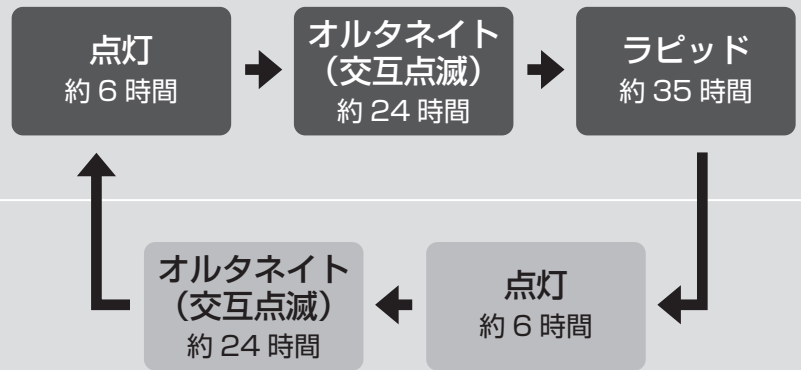 点灯
約 6 時間
オルタネイト
（交互点滅）
約 24 時間
ラピッド
約 35 時間
オルタネイト
（交互点滅）
約 24 時間
点灯
約 6 時間